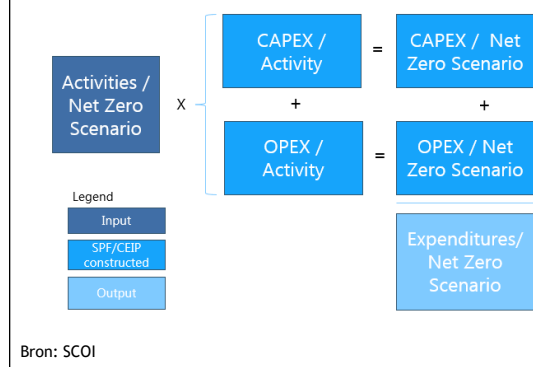 CAPEX /
Activity
=
CAPEX / Net
Zero Scenario
Activities /
Net Zero
Scenario
X
+
+
OPEX /
Activity
=
OPEX / Net
Zero Scenario
Legend
Input
SPF/CEIP
constructed
Output
Expenditures/
Net Zero
Scenario
Bron: SCOI